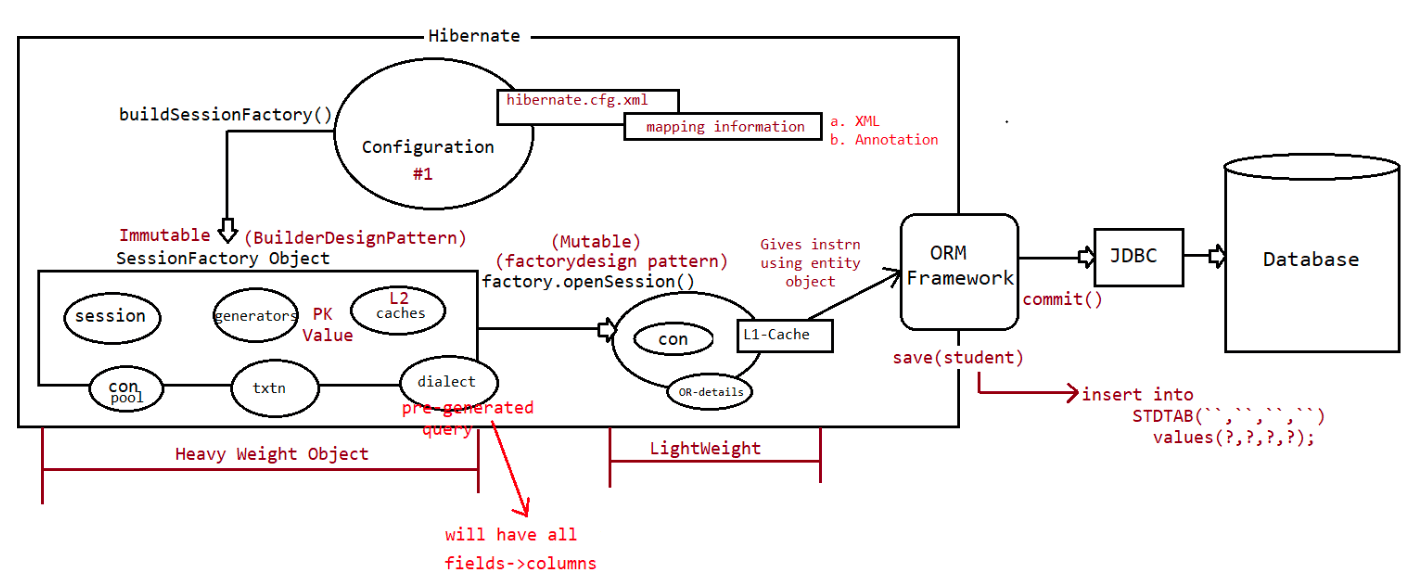 Hibernate
hibernate.cfg.xml
buildSessionFactory()
mapping information
a. XML
b. Annotation
Configuration
#1
Immutable
(BuilderDesignPattern)
SessionFactory Object
(Mutable)
(factorydesign pattern)
factory.openSession()
Gives instrn
using entity
object
ORM
Framework
JDBC
Database
commit()
session
generators
PK
Value
L2
caches
con
L1-Cache
OR-details
con
pool
txtn
dialect
pre-generated
query
save(student)
insert into
STDTAB(``,``,``,``)
values(?,?,?,?);
Heavy Weight Object
LightWeight
will have all
fields->columns